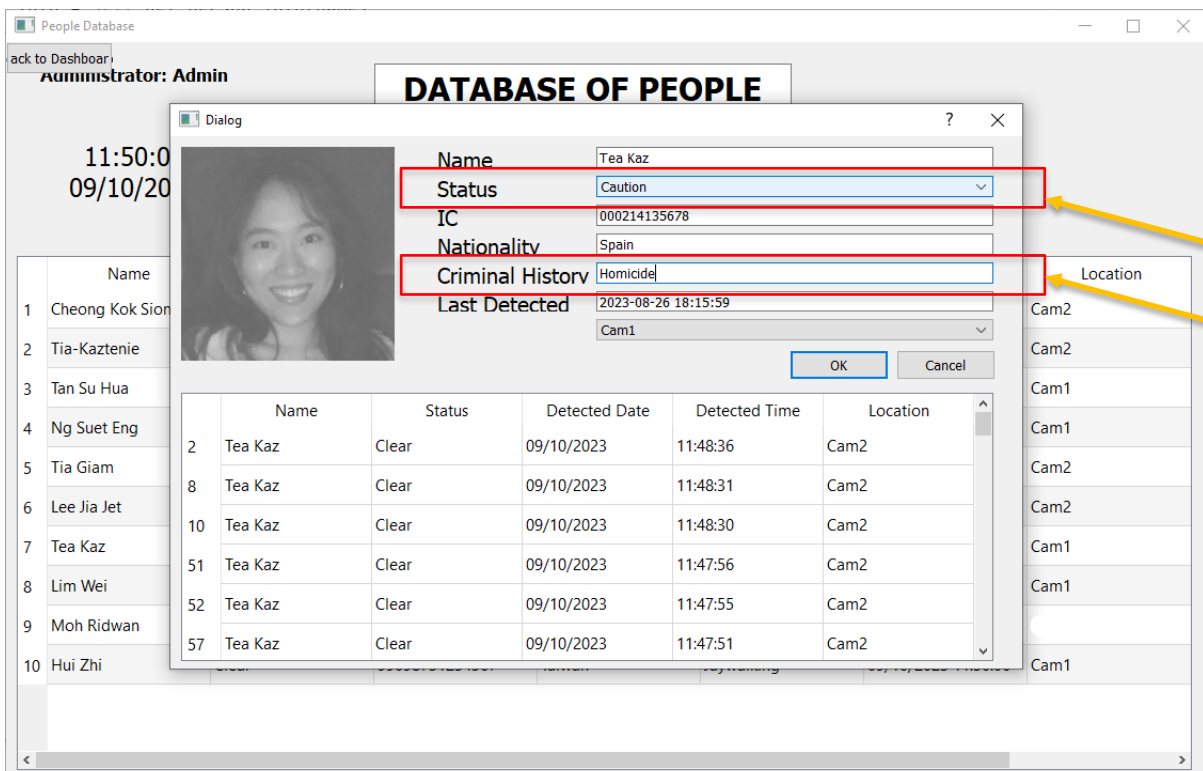 People Database
ack to Dashboar
Administrator: Admin
DATABASE OF PEOPLE
11:50:0
09/10/20
Dialog
Name Tea Kaz
Status Caution
IC 000214135678
Nationality Spain
Criminal History Homicide
Last Detected 2023-08-26 18:15:59
Cam1
OK Cancel
Name Status Detected Date Detected Time Location
2 Tea Kaz Clear 09/10/2023 11:48:36 Cam2
8 Tea Kaz Clear 09/10/2023 11:48:31 Cam2
10 Tea Kaz Clear 09/10/2023 11:48:30 Cam2
51 Tea Kaz Clear 09/10/2023 11:47:56 Cam2
52 Tea Kaz Clear 09/10/2023 11:47:55 Cam2
57 Tea Kaz Clear 09/10/2023 11:47:51 Cam2
Name Location
1 Cheong Kok Sion Cam2
2 Tia-Kaztenie Cam2
3 Tan Su Hua Cam1
4 Ng Suet Eng Cam1
5 Tia Giam Cam2
6 Lee Jia Jet Cam2
7 Tea Kaz Cam1
8 Lim Wei Cam1
9 Moh Ridwan
10 Hui Zhi Cam1